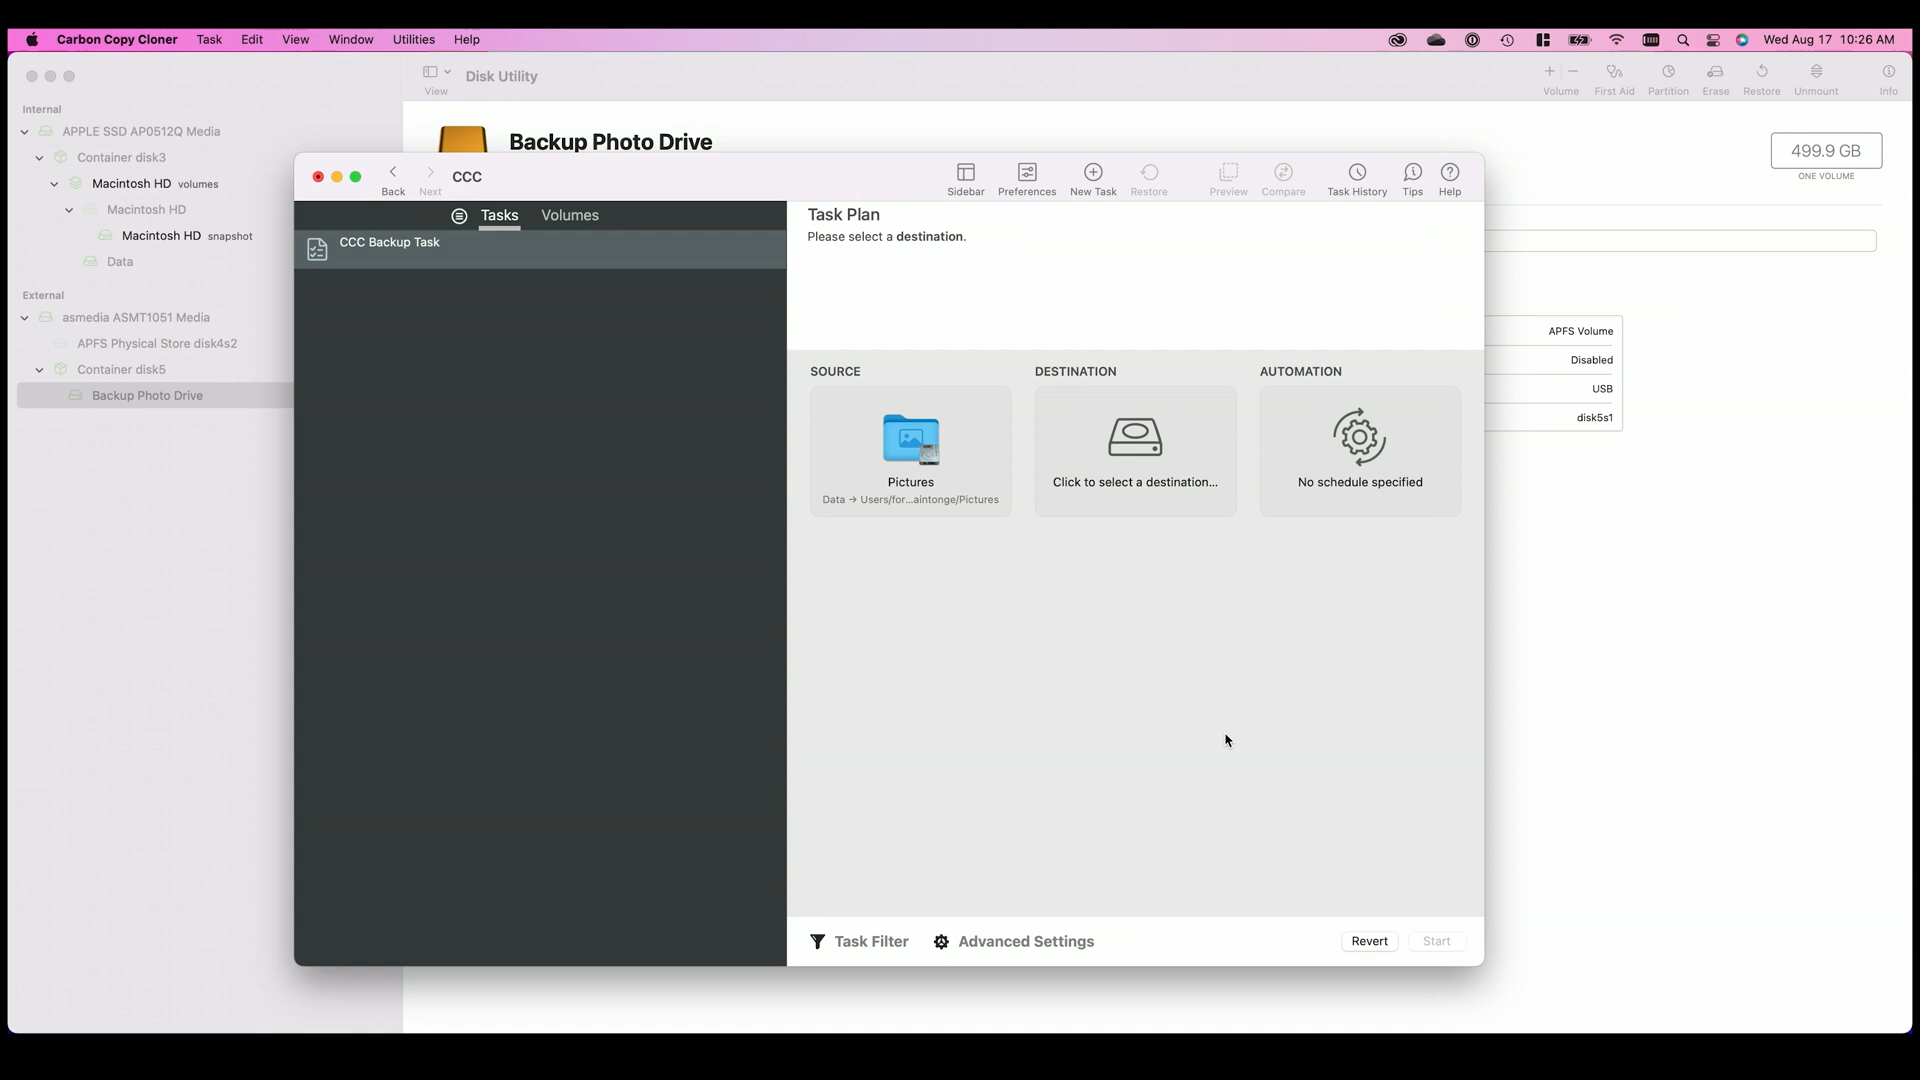 Carbon Copy Cloner Task Edit View Window Utilities Help Wed Aug 17 10:26 AM
View Disk Utility Volume First Aid Partition Erase Restore Unmount Info
Internal
APPLE SSD AP0512Q Media
Container disk3
Macintosh HD volumes
Macintosh HD
Macintosh HD snapshot
Data
External
asmedia ASMT1051 Media
APFS Physical Store disk4s2
Container disk5
Backup Photo Drive
Backup Photo Drive
499.9 GB
ONE VOLUME
APFS Volume
Disabled
USB
disk5s1
Back Next CCC Sidebar Preferences New Task Restore Preview Compare Task History Tips Help
Tasks Volumes
CCC Backup Task
Task Plan
Please select a destination.
SOURCE DESTINATION AUTOMATION
Pictures Click to select a destination... No schedule specified
Data → Users/for...aintonge/Pictures
Task Filter Advanced Settings Revert Start